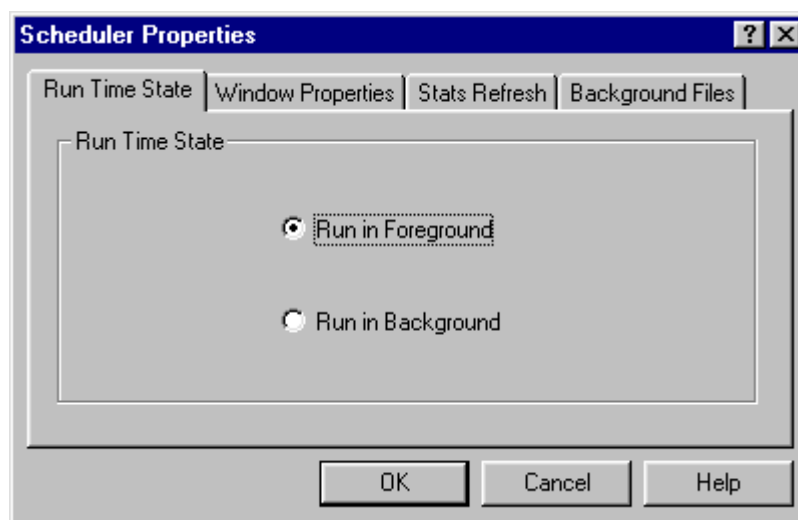 Scheduler Properties ?
Run Time State Window Properties Stats Refresh Background Files
Run Time State
Run in Foreground
Run in Background
OK Cancel Help